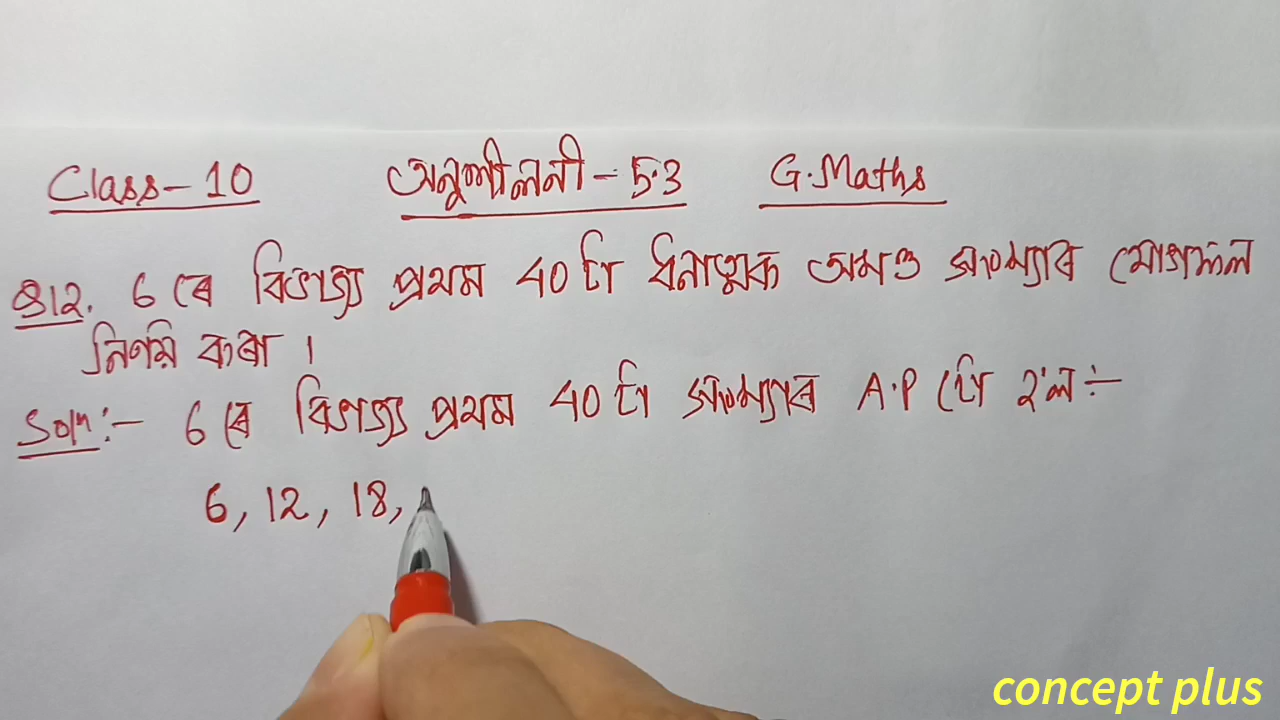 Class - 10 অনুশীলনী - 5.3 G. Maths
Q12. 6 ৰে বিভাজ্য প্ৰথম 40 টা ধনাত্মক অখণ্ড সংখ্যাৰ যোগফল
নিৰ্ণয় কৰা ।
Soln :- 6 ৰে বিভাজ্য প্ৰথম 40 টা সংখ্যাৰ A.P টো হ'ল :-
6, 12, 18,
concept plus